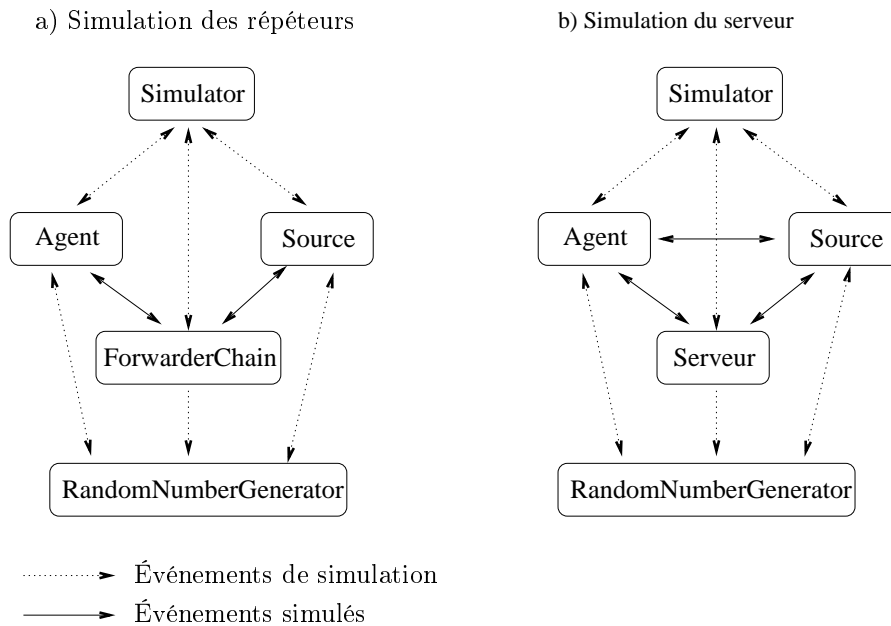 a) Simulation des répéteurs
Simulator
Agent
Source
ForwarderChain
RandomNumberGenerator
b) Simulation du serveur
Simulator
Agent
Source
Serveur
RandomNumberGenerator
Événements de simulation
Événements simulés